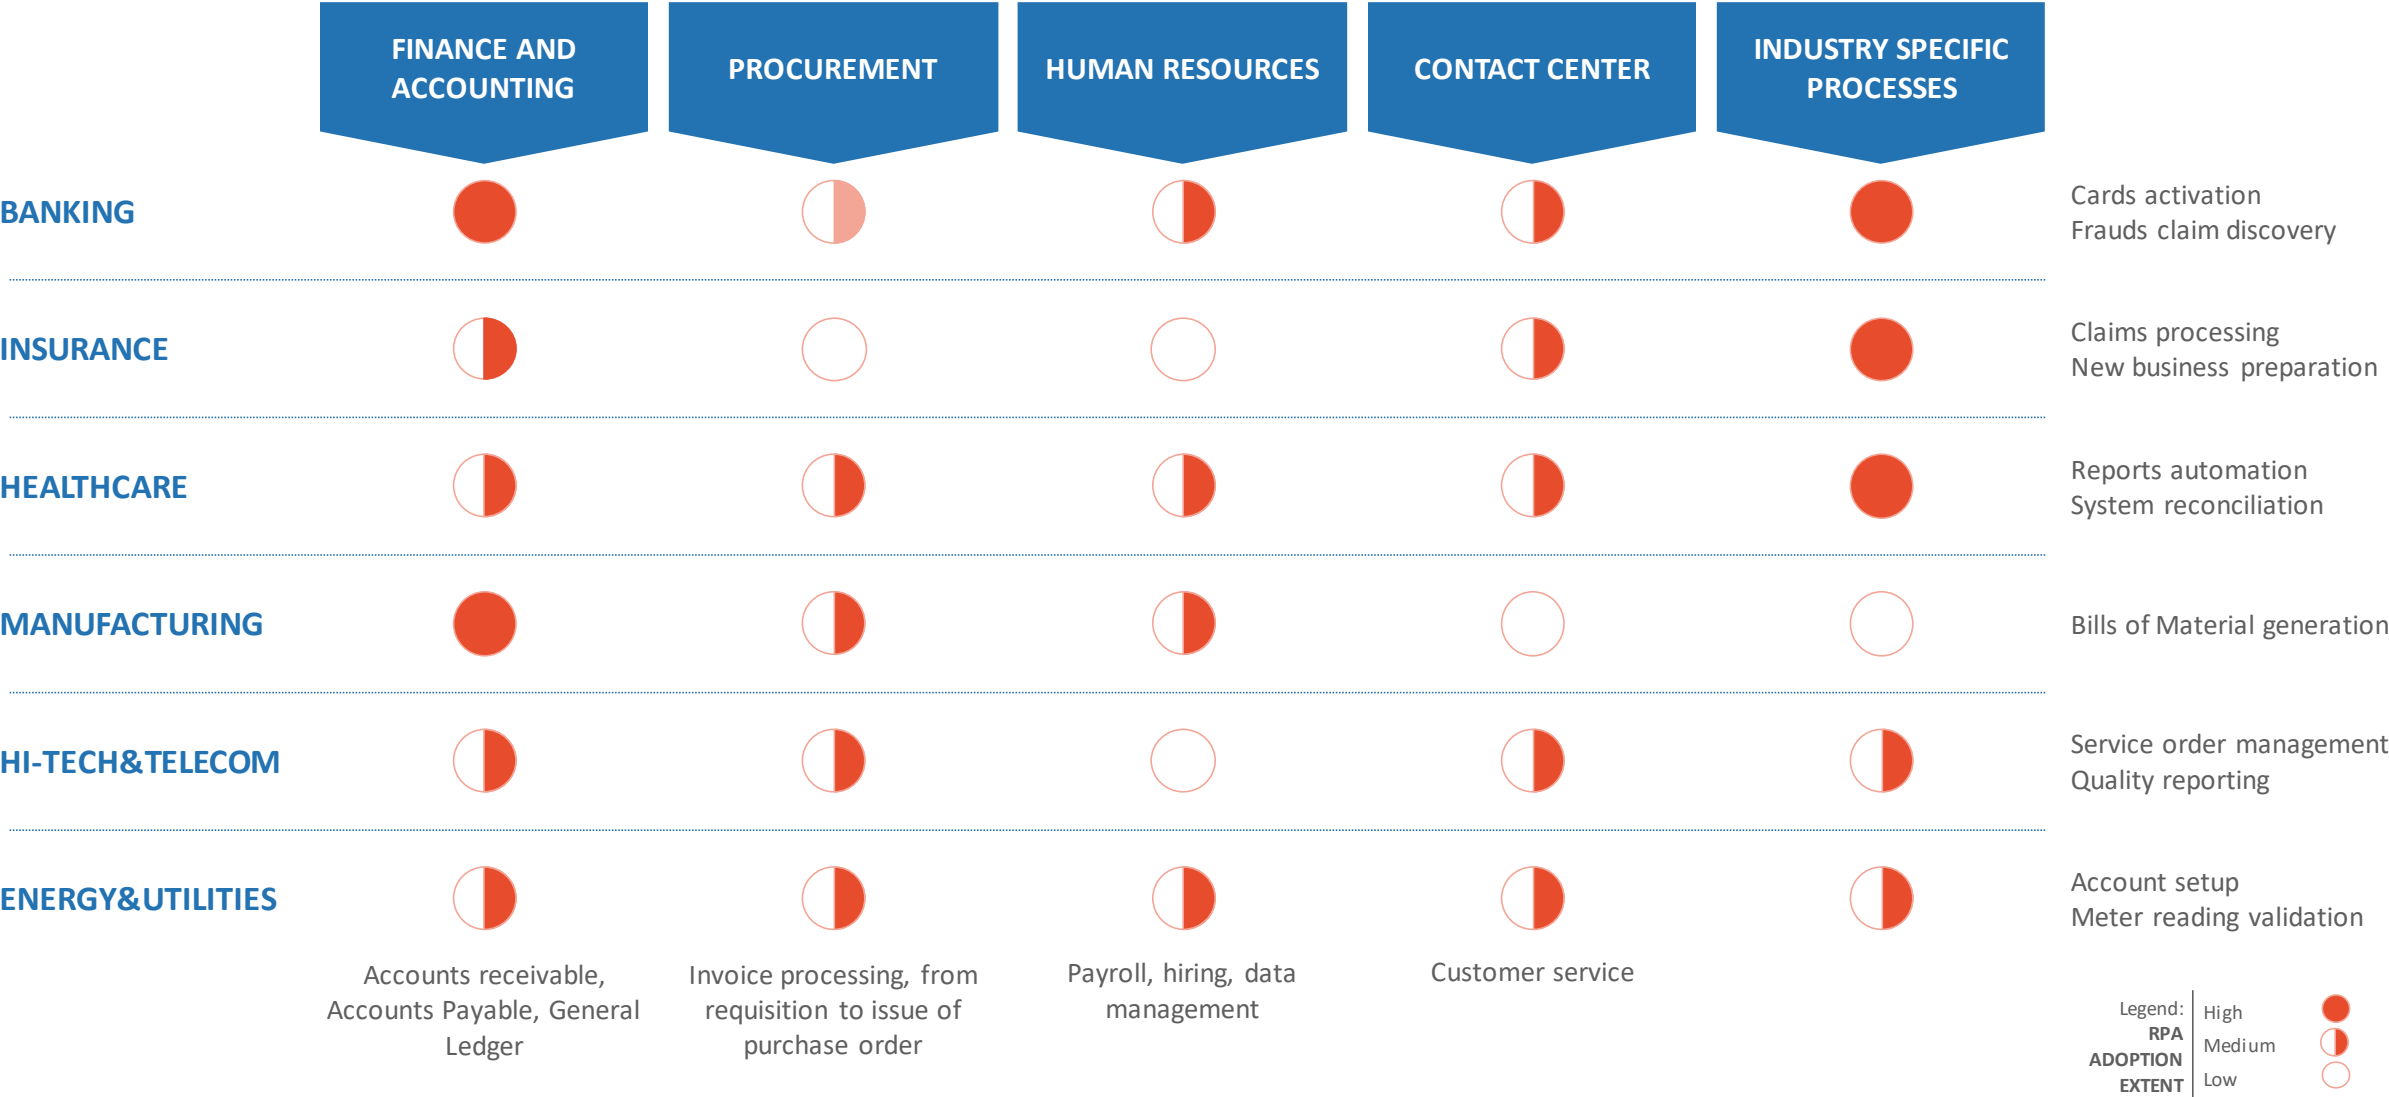 FINANCE AND
ACCOUNTING
PROCUREMENT
HUMAN RESOURCES
CONTACT CENTER
INDUSTRY SPECIFIC
PROCESSES
BANKING
Cards activation
Frauds claim discovery
INSURANCE
Claims processing
New business preparation
HEALTHCARE
Reports automation
System reconciliation
MANUFACTURING
Bills of Material generation
HI-TECH&TELECOM
Service order management
Quality reporting
ENERGY&UTILITIES
Account setup
Meter reading validation
Accounts receivable,
Accounts Payable, General
Ledger
Invoice processing, from
requisition to issue of
purchase order
Payroll, hiring, data
management
Customer service
Legend:
RPA
ADOPTION
EXTENT
High
Medium
Low